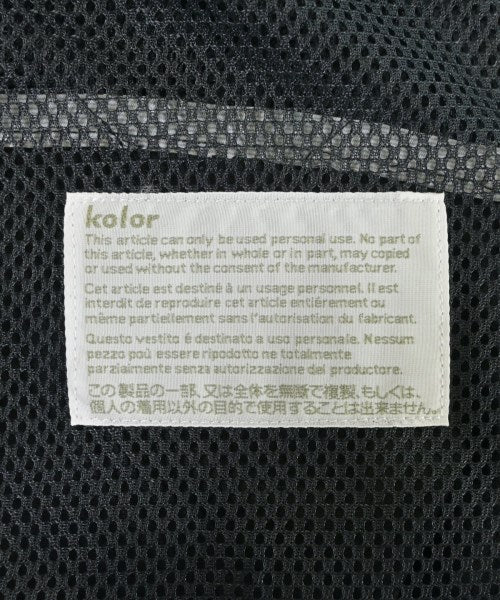 kolor
This article can only be used personal use. No part of
this article, whether in whole or in part, may copied
or used without the consent of the manufacturer.
Cet article est destiné à un usage personnel. Il est
interdit de reproduire cet article entiérement ou
même partiellement sans l'autorisation du fabricant.
Questo vestito é destinato a uso personale. Nessum
pezzo poü essere ripodotto ne totalmente
parzialmente senza autorizzazione del productore.
この製品の一部、又は全体を無断で複製、もしくは、
個人の着用以外の目的で使用することは出来ません。